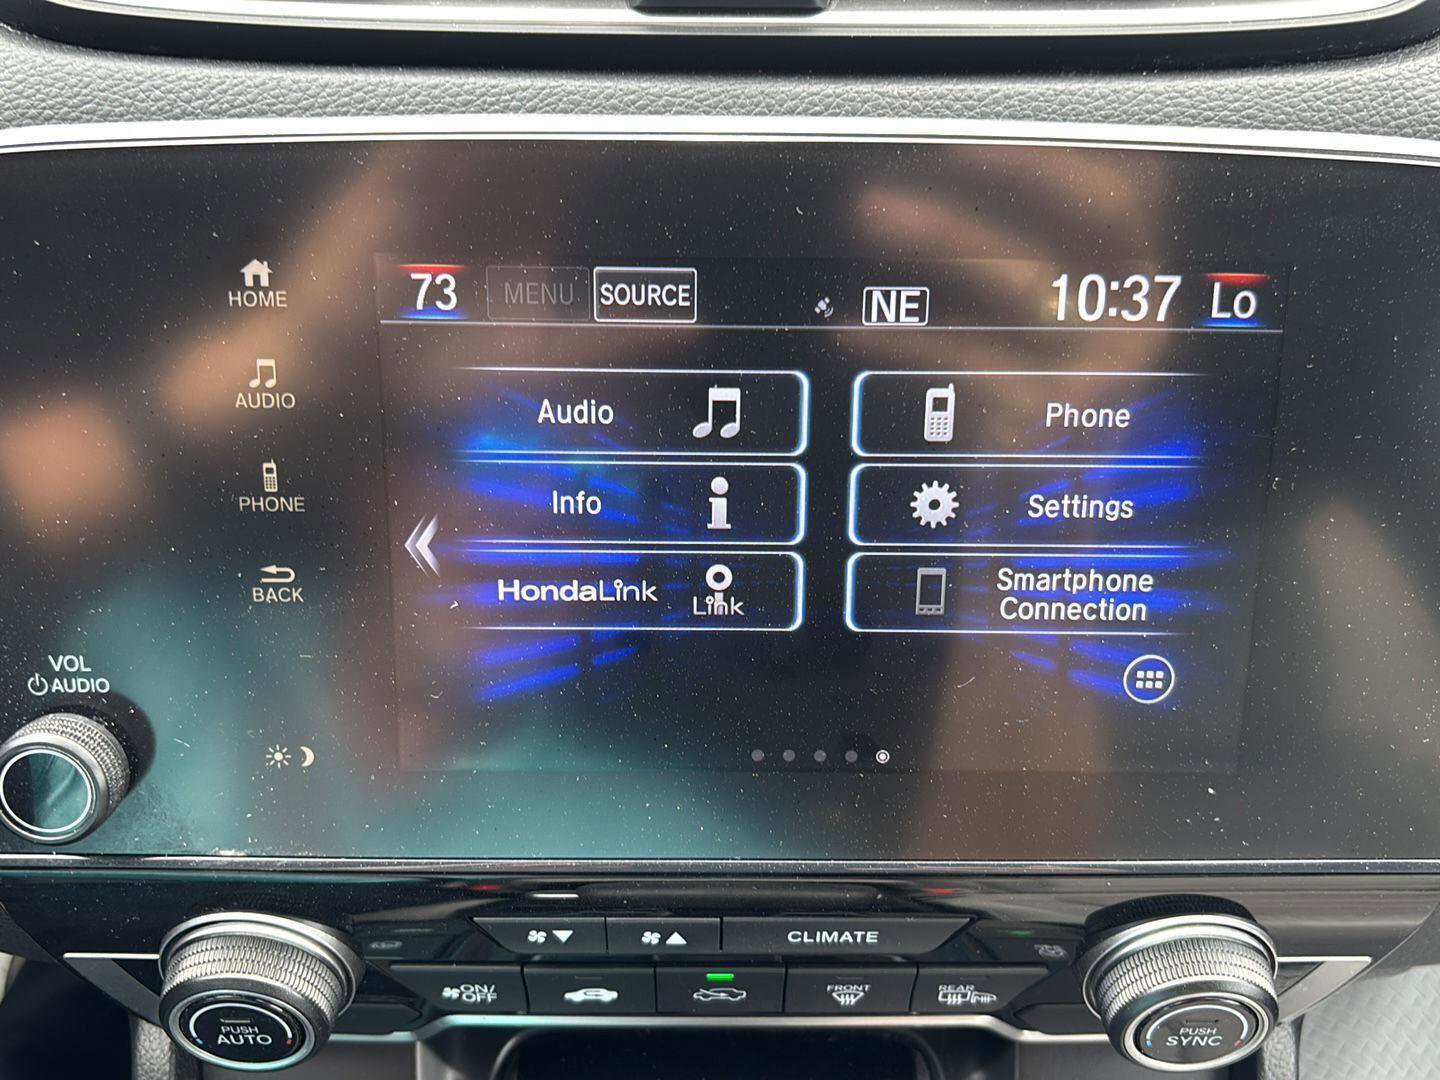 HOME
AUDIO
PHONE
BACK
VOL
AUDIO
73 MENU SOURCE NE 10:37 Lo
Audio
Phone
Info
Settings
HondaLink
Link
Smartphone
Connection
CLIMATE
ON/
OFF
FRONT
REAR
PUSH
AUTO
PUSH
SYNC